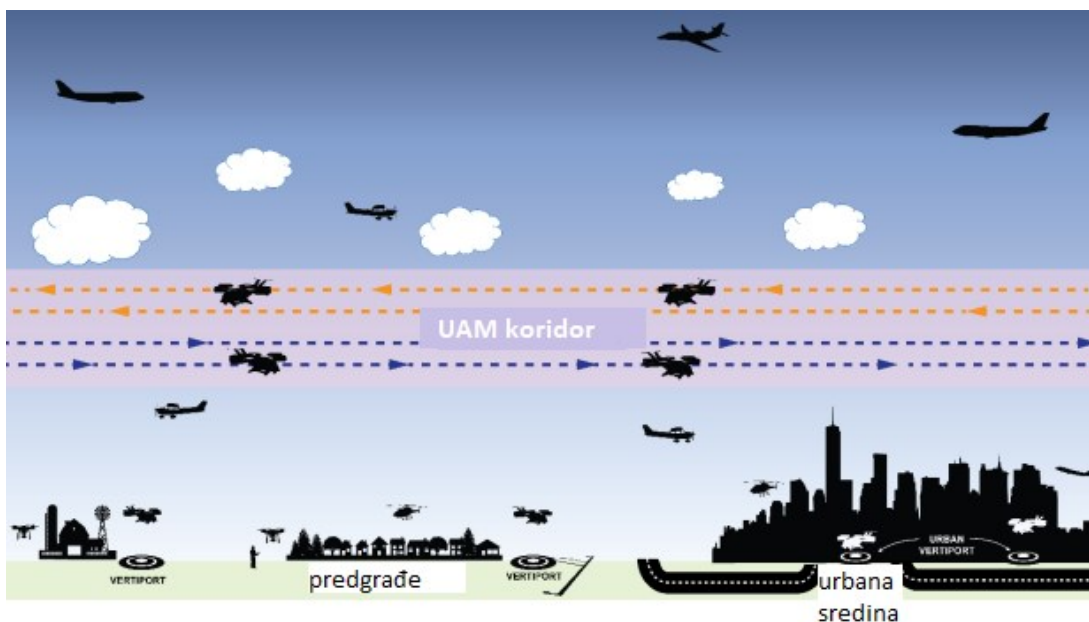 UAM koridor
URBAN
VERTIPORT
VERTIPORT
predgrađe
VERTIPORT
urbana
sredina